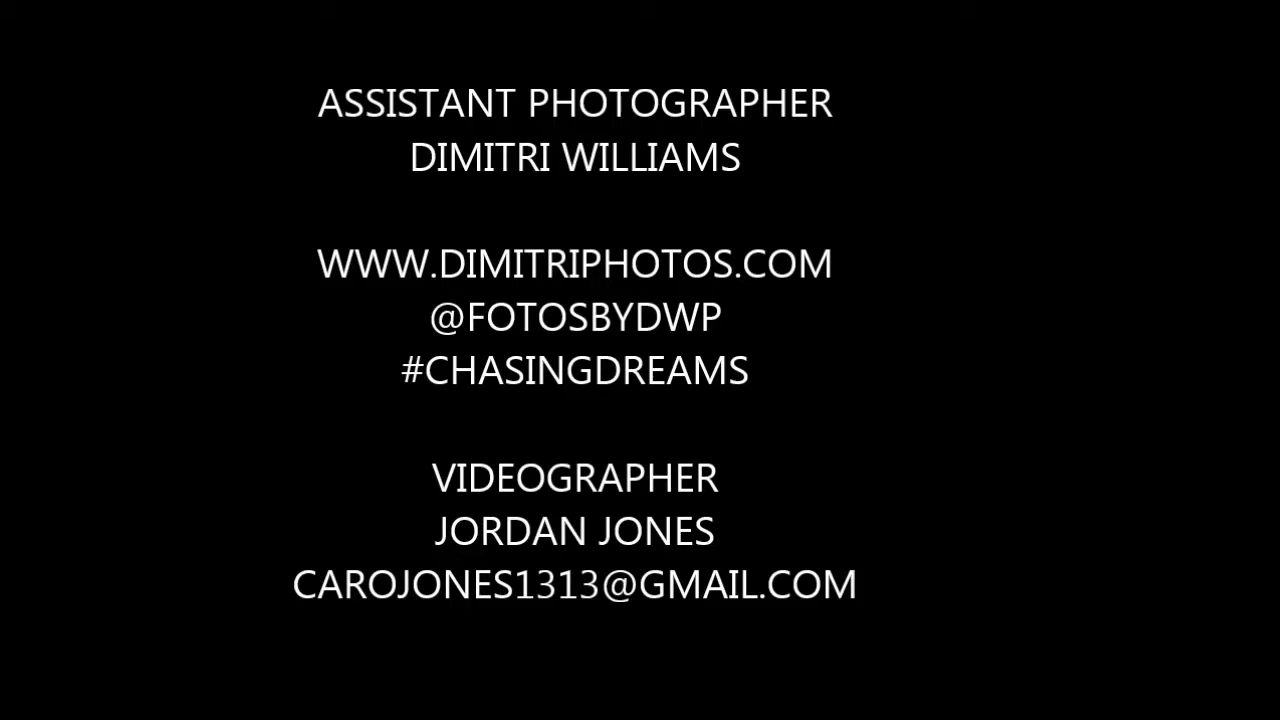 ASSISTANT PHOTOGRAPHER
DIMITRI WILLIAMS
WWW.DIMITRIPHOTOS.COM
@FOTOSBYDWP
#CHASINGDREAMS
VIDEOGRAPHER
JORDAN JONES
CAROJONES1313@GMAIL.COM